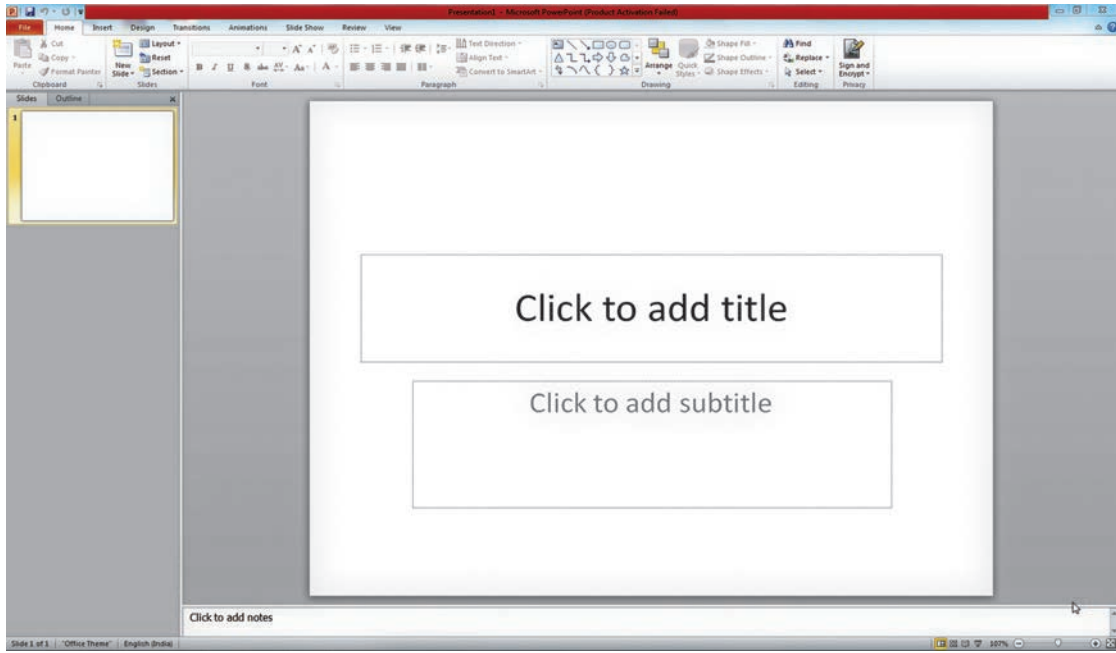 Presentation1 - Microsoft PowerPoint (Product Activation Failed)
File Home Insert Design Transitions Animations Slide Show Review View
Paste
Cut
Copy
Format Painter
Clipboard
New Slide
Layout
Reset
Section
Slides
B I U S abc AV Aa A
Font
Text Direction
Align Text
Convert to SmartArt
Paragraph
Arrange
Quick Styles
Shape Fill
Shape Outline
Shape Effects
Drawing
Find
Replace
Select
Editing
Sign and Encrypt
Privacy
Slides Outline
1
Click to add title
Click to add subtitle
Click to add notes
Slide 1 of 1 "Office Theme" English (India) 107%